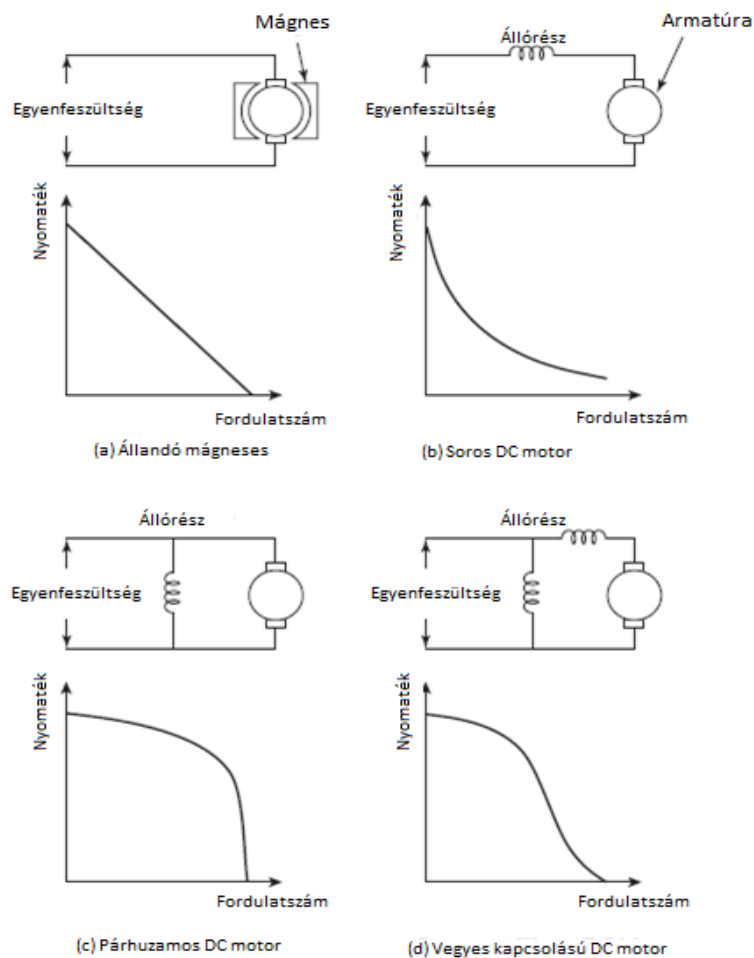 Mágnes
Egyenfeszültség
Nyomaték
Fordulatszám
(a) Állandó mágneses
Állórész
Armatúra
Egyenfeszültség
Nyomaték
Fordulatszám
(b) Soros DC motor
Állórész
Egyenfeszültség
Nyomaték
Fordulatszám
(c) Párhuzamos DC motor
Állórész
Egyenfeszültség
Nyomaték
Fordulatszám
(d) Vegyes kapcsolású DC motor